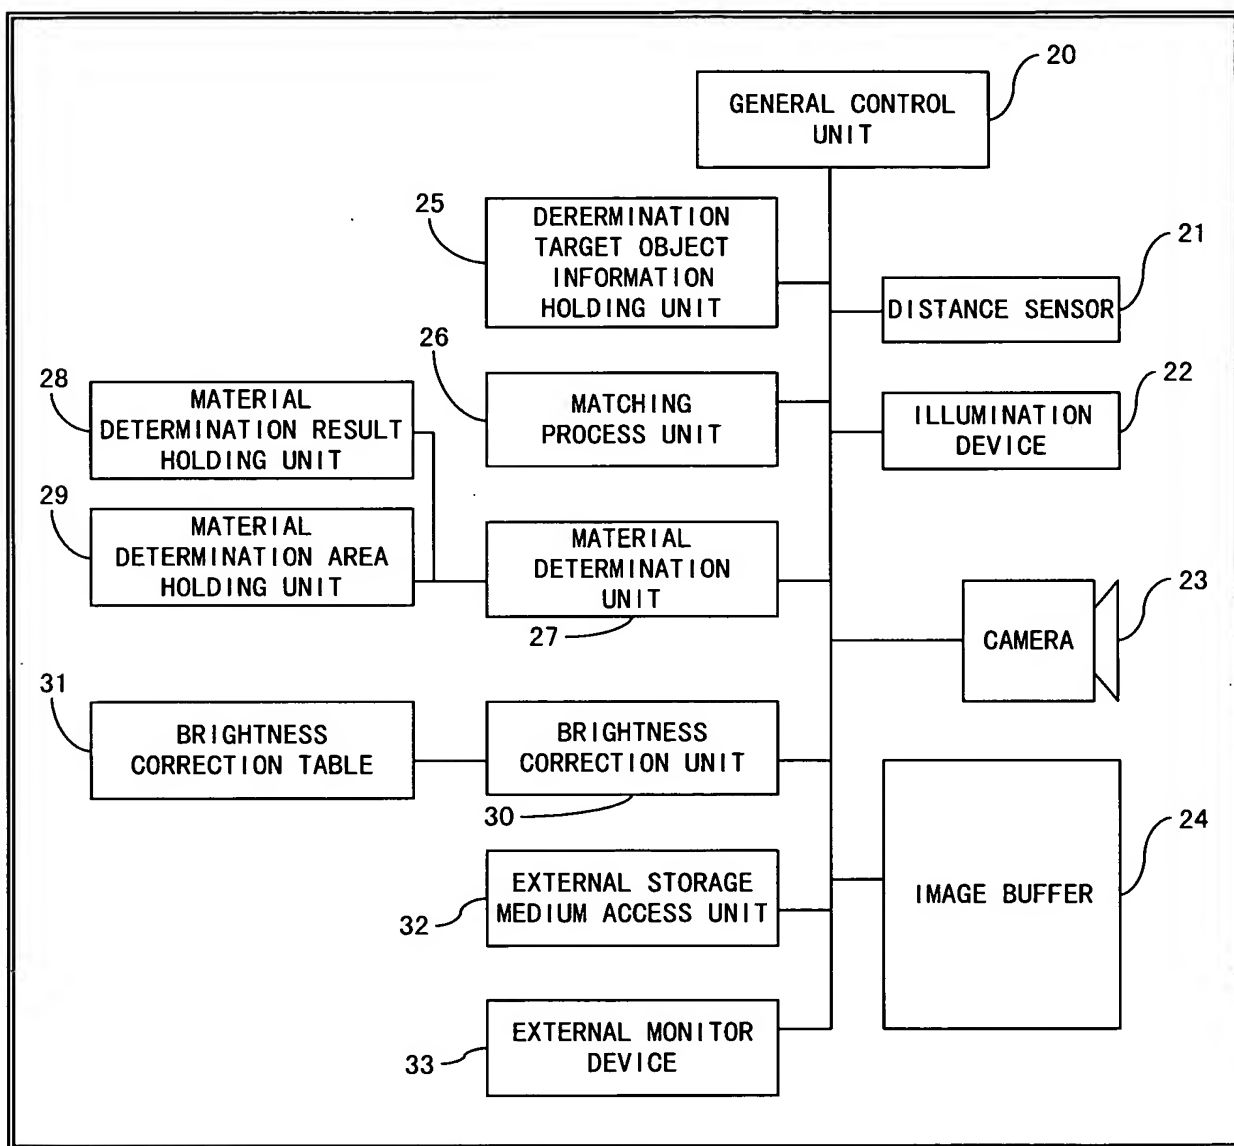 20
GENERAL CONTROL
UNIT
25
DERERMINATION
TARGET OBJECT
INFORMATION
HOLDING UNIT
21
DISTANCE SENSOR
26
MATCHING
PROCESS UNIT
22
ILLUMINATION
DEVICE
28
MATERIAL
DETERMINATION RESULT
HOLDING UNIT
29
MATERIAL
DETERMINATION AREA
HOLDING UNIT
MATERIAL
DETERMINATION
UNIT
27
23
CAMERA
31
BRIGHTNESS
CORRECTION TABLE
BRIGHTNESS
CORRECTION UNIT
30
24
IMAGE BUFFER
EXTERNAL STORAGE
MEDIUM ACCESS UNIT
32
EXTERNAL MONITOR
DEVICE
33